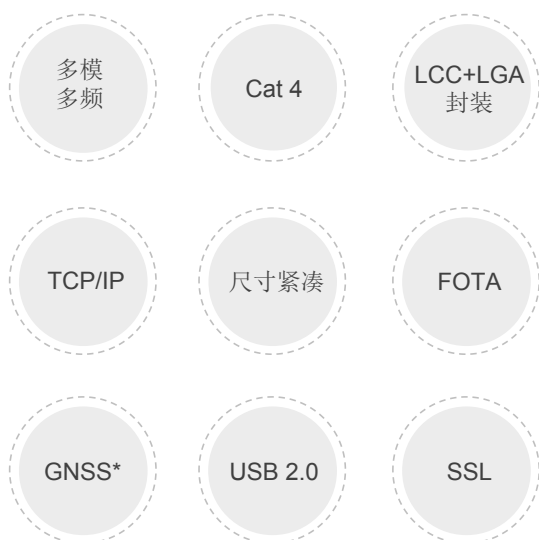 多模
多频
Cat 4
LCC+LGA
封装
TCP/IP
尺寸紧凑
FOTA
GNSS*
USB 2.0
SSL